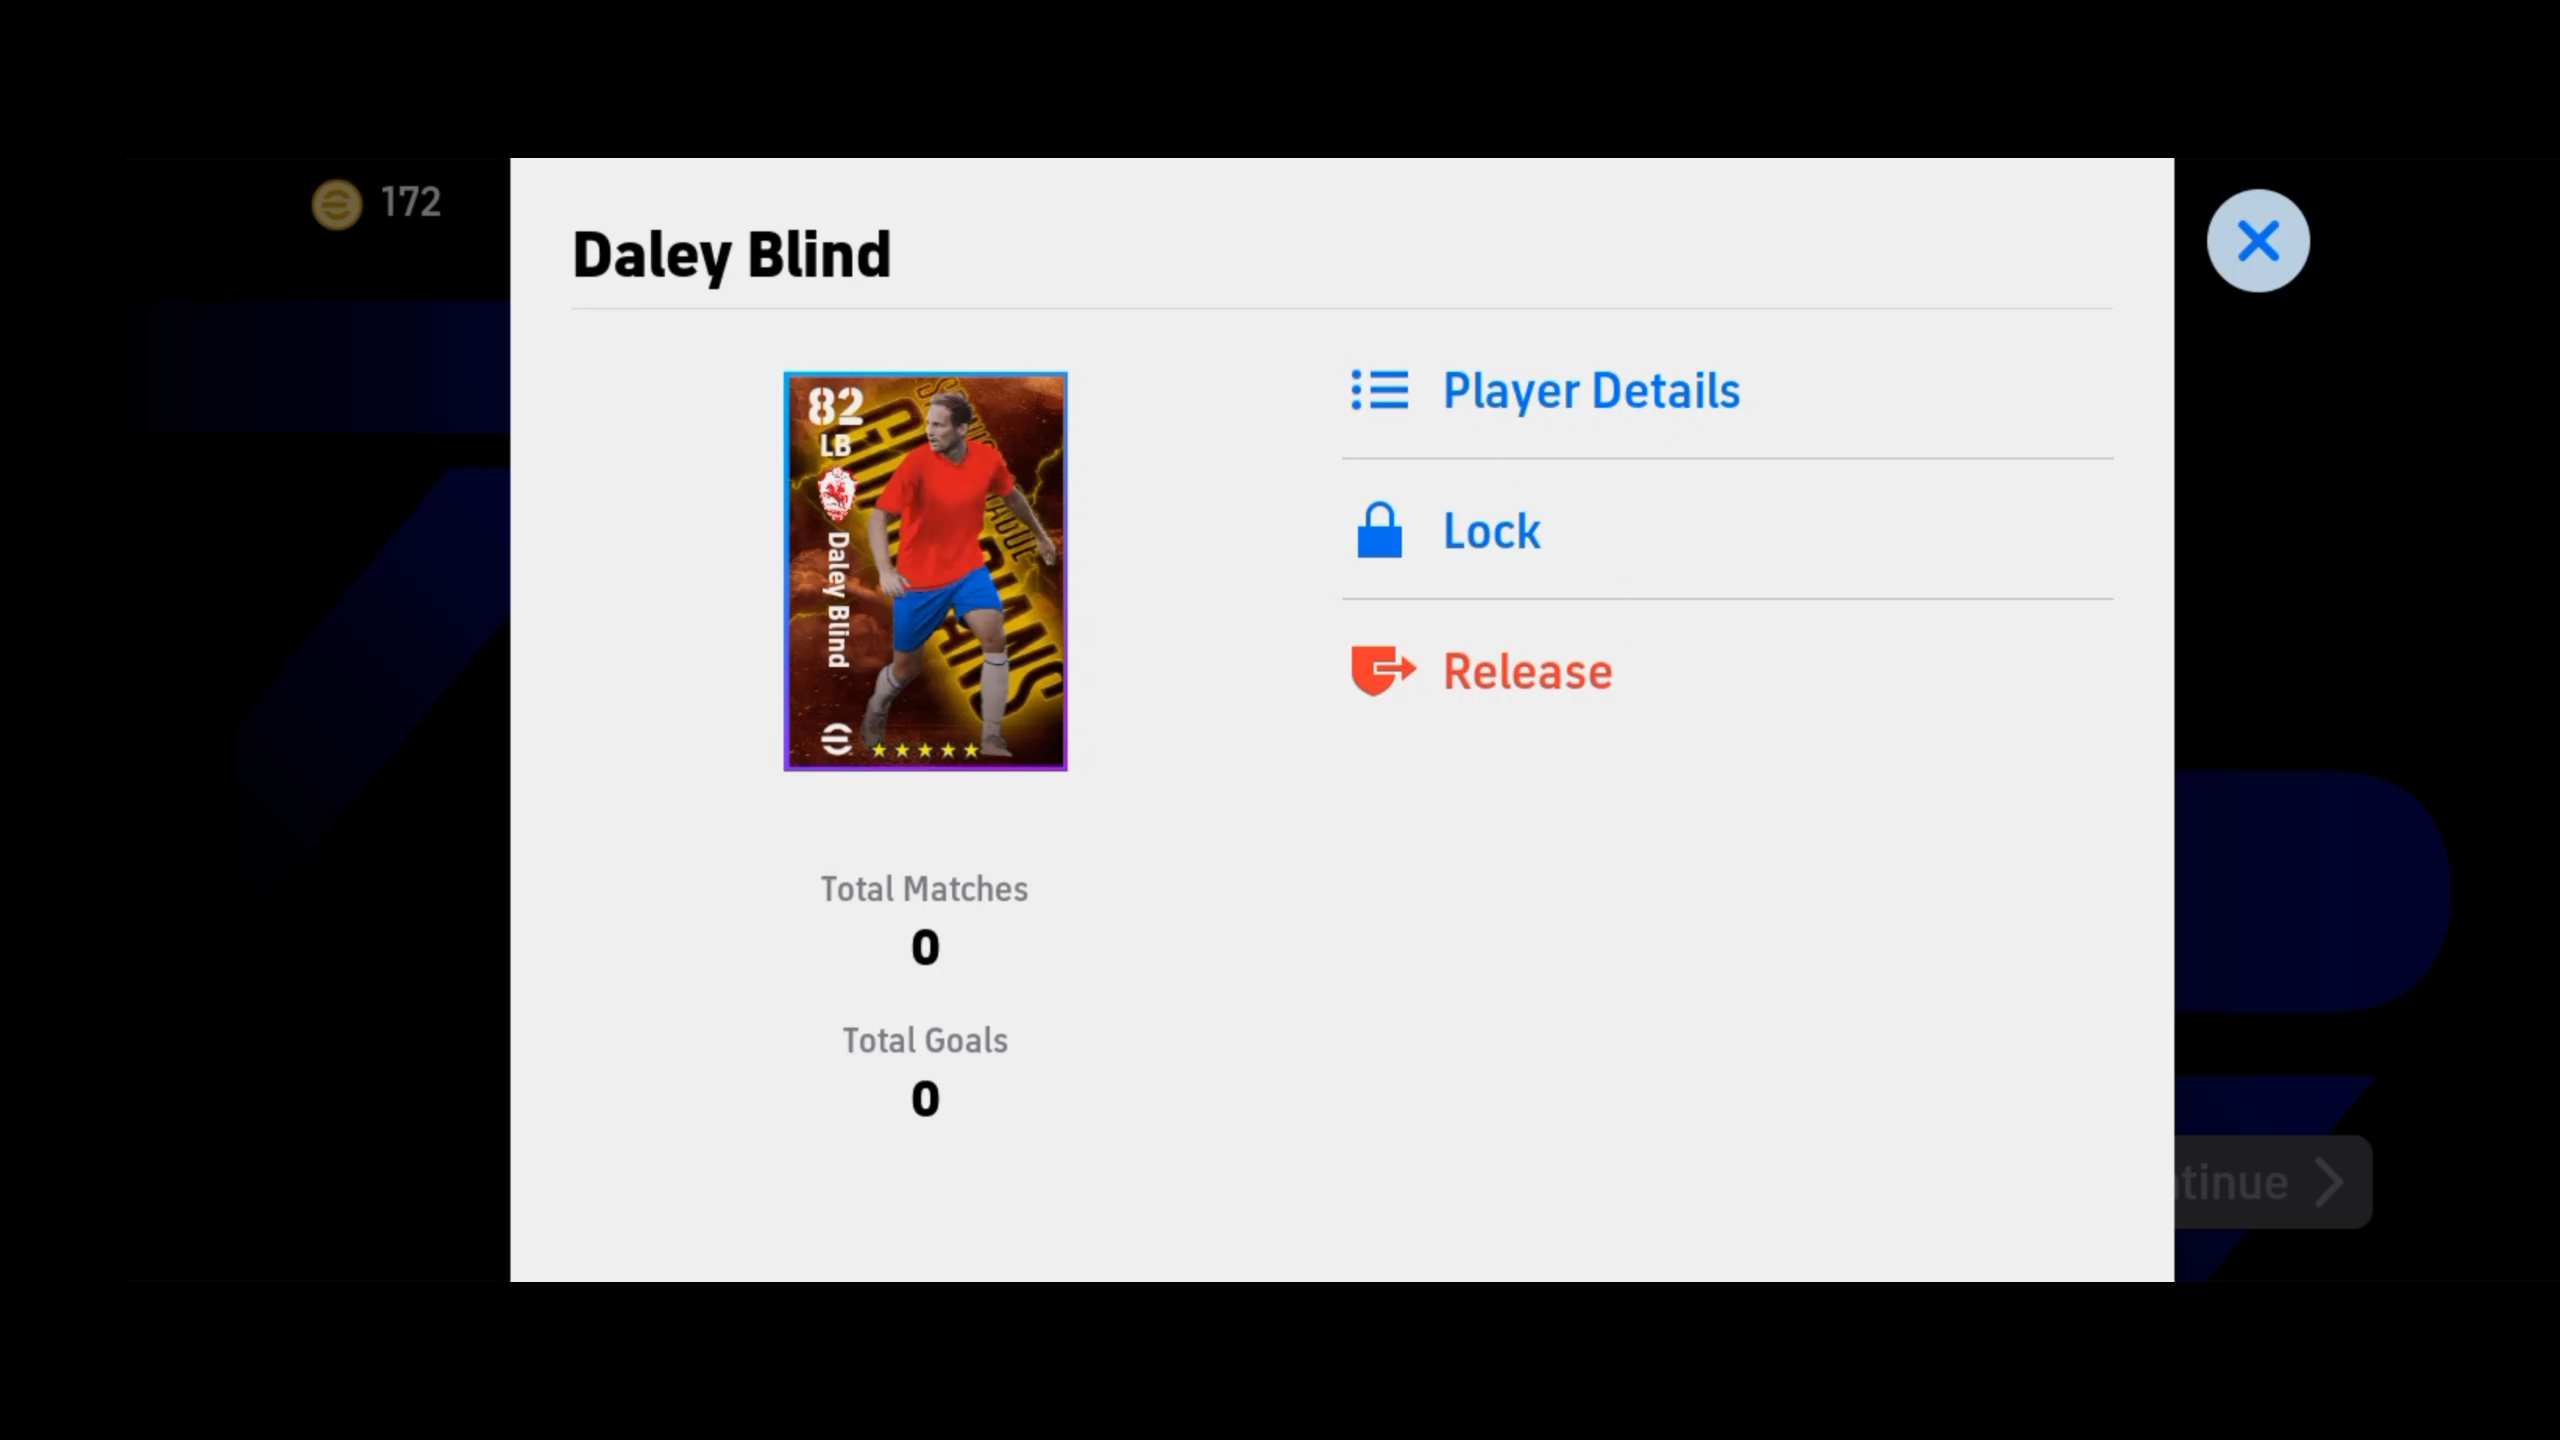 172
Daley Blind
82
LB
Daley Blind
Player Details
Lock
Release
Total Matches
0
Total Goals
0
tinue